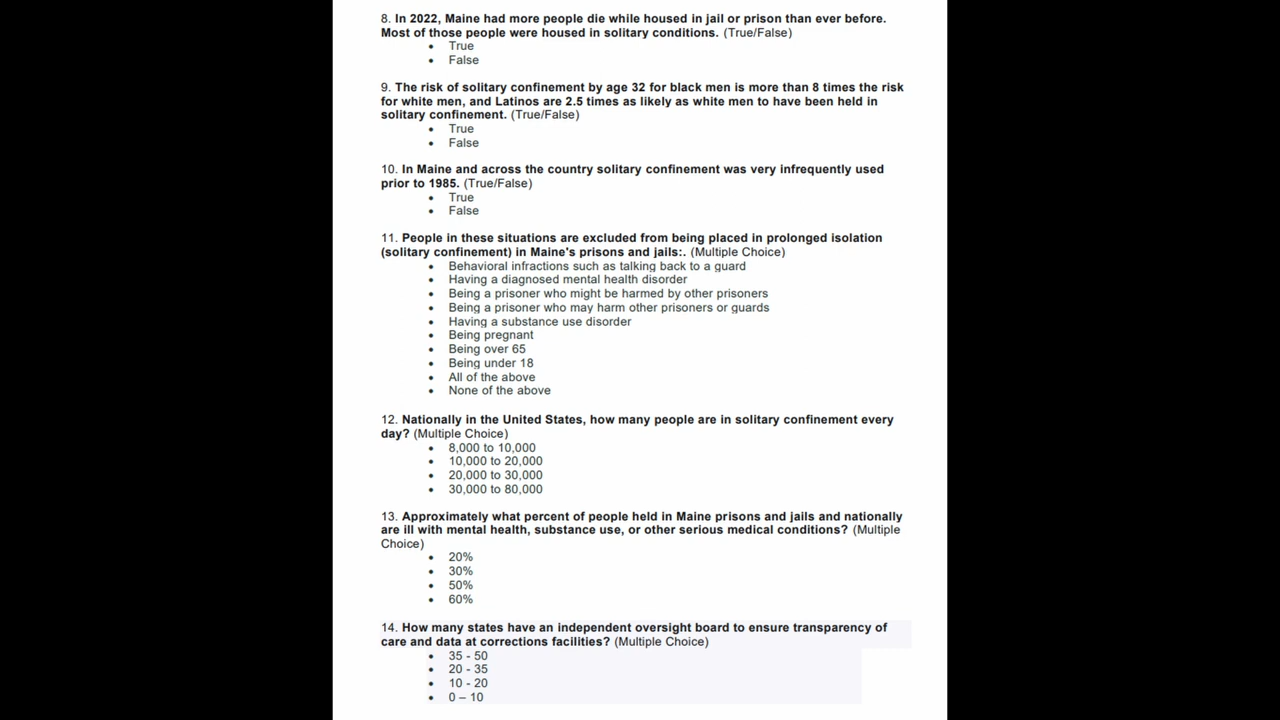 8. In 2022, Maine had more people die while housed in jail or prison than ever before.
Most of those people were housed in solitary conditions. (True/False)
• True
• False
9. The risk of solitary confinement by age 32 for black men is more than 8 times the risk
for white men, and Latinos are 2.5 times as likely as white men to have been held in
solitary confinement. (True/False)
• True
• False
10. In Maine and across the country solitary confinement was very infrequently used
prior to 1985. (True/False)
• True
• False
11. People in these situations are excluded from being placed in prolonged isolation
(solitary confinement) in Maine's prisons and jails:. (Multiple Choice)
• Behavioral infractions such as talking back to a guard
• Having a diagnosed mental health disorder
• Being a prisoner who might be harmed by other prisoners
• Being a prisoner who may harm other prisoners or guards
• Having a substance use disorder
• Being pregnant
• Being over 65
• Being under 18
• All of the above
• None of the above
12. Nationally in the United States, how many people are in solitary confinement every
day? (Multiple Choice)
• 8,000 to 10,000
• 10,000 to 20,000
• 20,000 to 30,000
• 30,000 to 80,000
13. Approximately what percent of people held in Maine prisons and jails and nationally
are ill with mental health, substance use, or other serious medical conditions? (Multiple
Choice)
• 20%
• 30%
• 50%
• 60%
14. How many states have an independent oversight board to ensure transparency of
care and data at corrections facilities? (Multiple Choice)
• 35 - 50
• 20 - 35
• 10 - 20
• 0 – 10